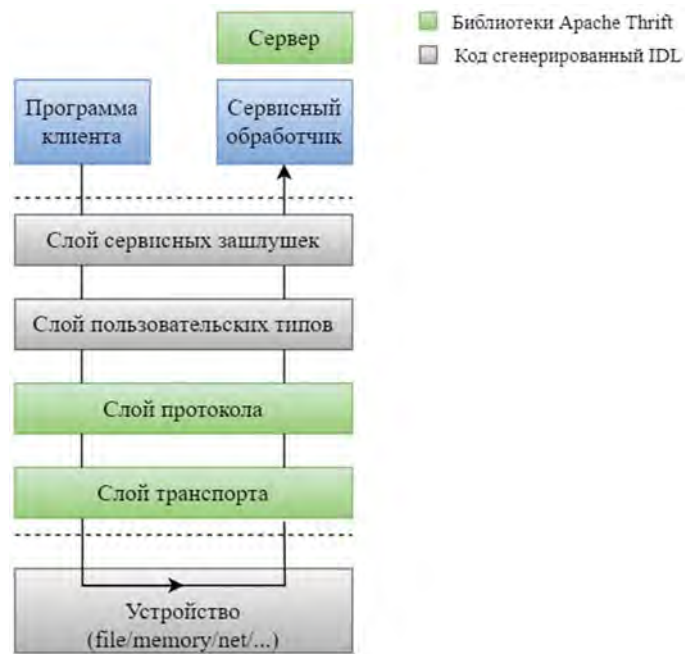 Сервер
Библиотеки Apache Thrift
Код сгенерированный IDL
Программа
клиента
Сервисный
обработчик
Слой сервисных зашлушек
Слой пользовательских типов
Слой протокола
Слой транспорта
Устройство
(file/memory/net/...)